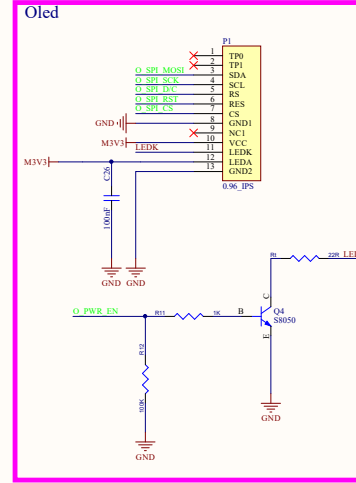 Oled
P1
1 TP0
2 TP1
O_SPI_MOSI 3 SDA
O_SPI_SCK 4 SCL
O_SPI_D/C 5 RS
O_SPI_RST 6 RES
O_SPI_CS 7 CS
GND 8 GND1
9 NC1
M3V3 10 VCC
LEDK 11 LEDK
M3V3 12 LEDA
13 GND2
0.96_IPS
C26
100nF
GND GND
R1 22R
O_PWR_EN R11 1K B
C
Q4
S8050
E
R12
100K
GND
GND